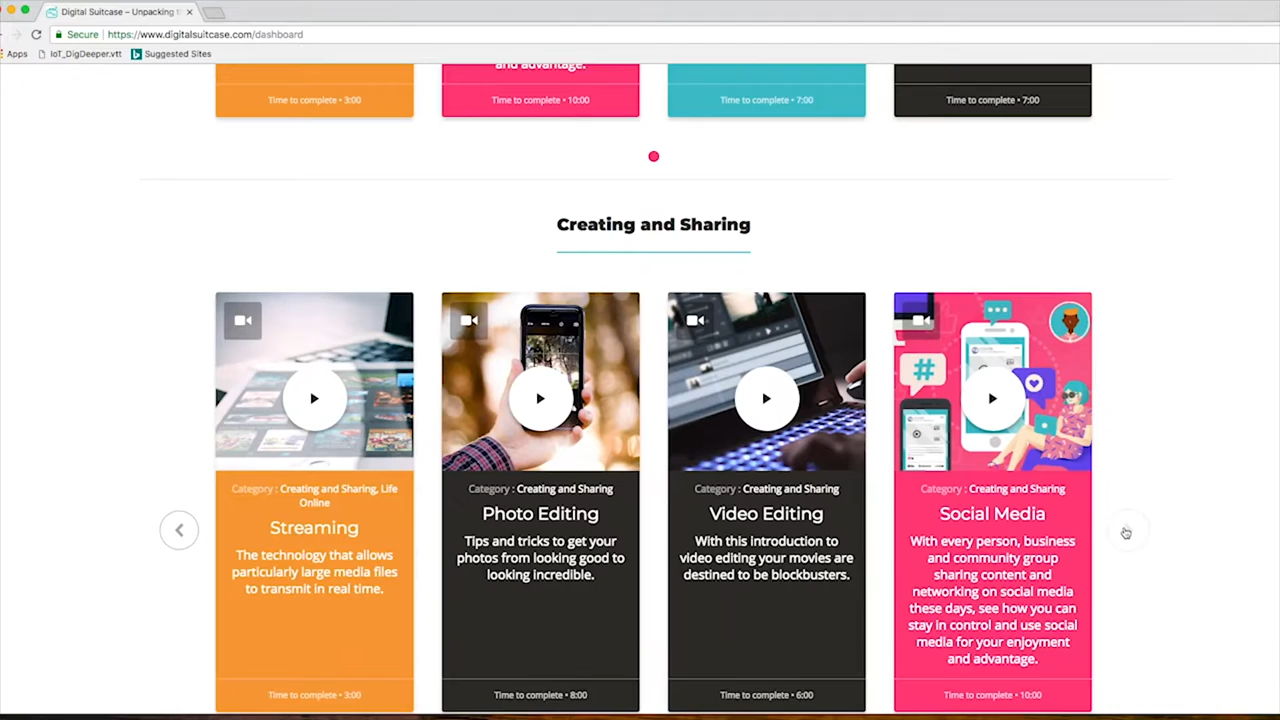 Digital Suitcase – Unpacking t
Secure | https://www.digitalsuitcase.com/dashboard
Apps IoT_DigDeeper.vtt Suggested Sites
and advantage.
Time to complete • 3:00
Time to complete • 10:00
Time to complete • 7:00
Time to complete • 7:00
Creating and Sharing
#
Category : Creating and Sharing, Life
Online
Streaming
The technology that allows
particularly large media files
to transmit in real time.
Time to complete • 3:00
Category : Creating and Sharing
Photo Editing
Tips and tricks to get your
photos from looking good to
looking incredible.
Time to complete • 8:00
Category : Creating and Sharing
Video Editing
With this introduction to
video editing your movies are
destined to be blockbusters.
Time to complete • 6:00
Category : Creating and Sharing
Social Media
With every person, business
and community group
sharing content and
networking on social media
these days, see how you can
stay in control and use social
media for your enjoyment
and advantage.
Time to complete • 10:00